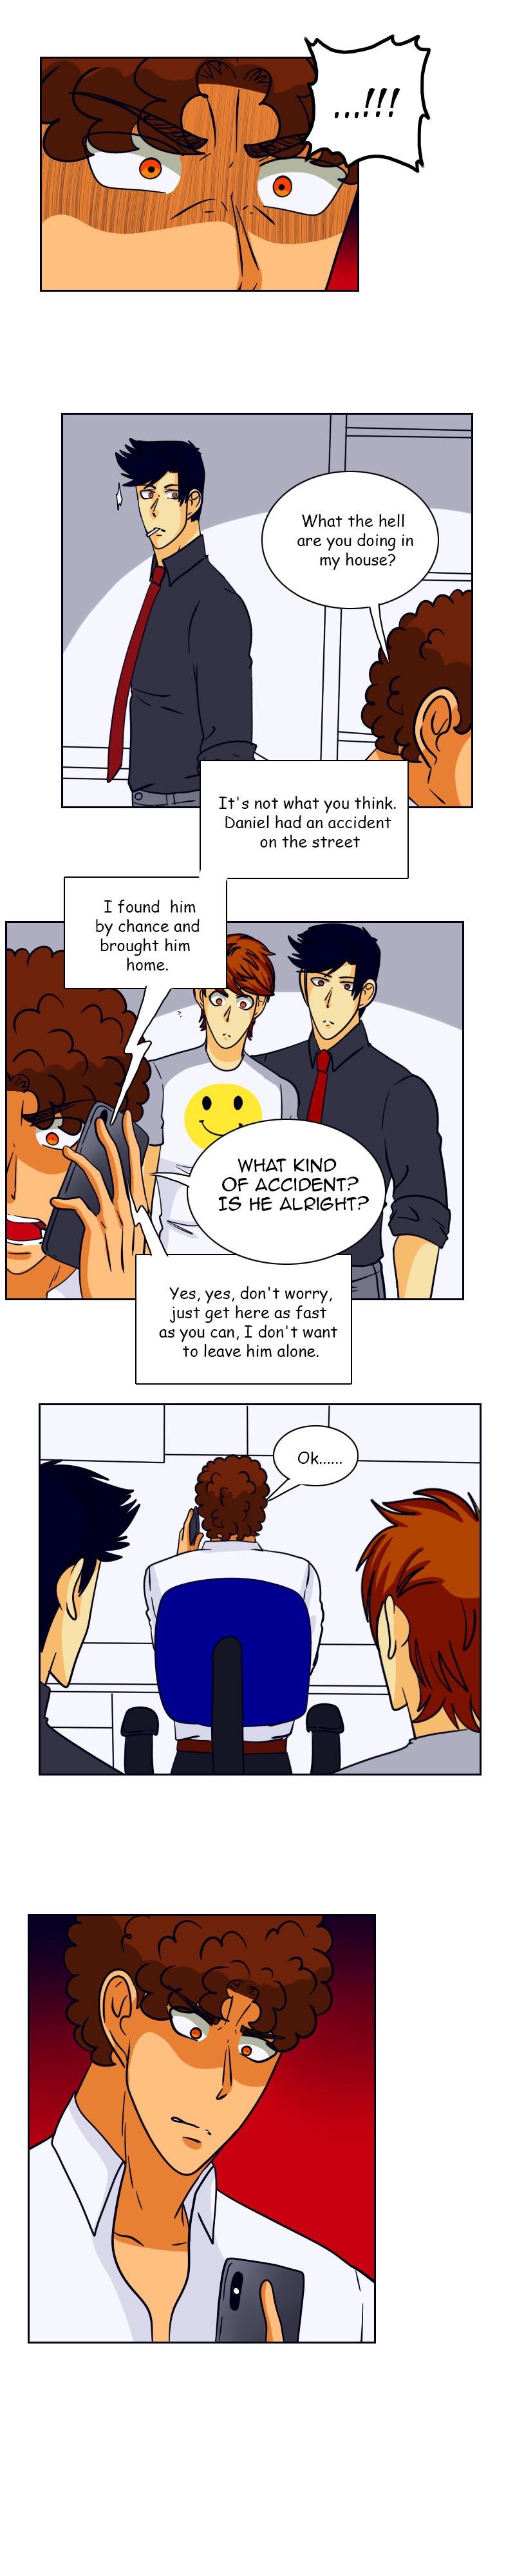 ...!!!
What the hell
are you doing in
my house?
It's not what you think.
Daniel had an accident
on the street
I found him
by chance and
brought him
home.
?
WHAT KIND
OF ACCIDENT?
IS HE ALRIGHT?
Yes, yes, don't worry,
just get here as fast
as you can, I don't want
to leave him alone.
Ok......